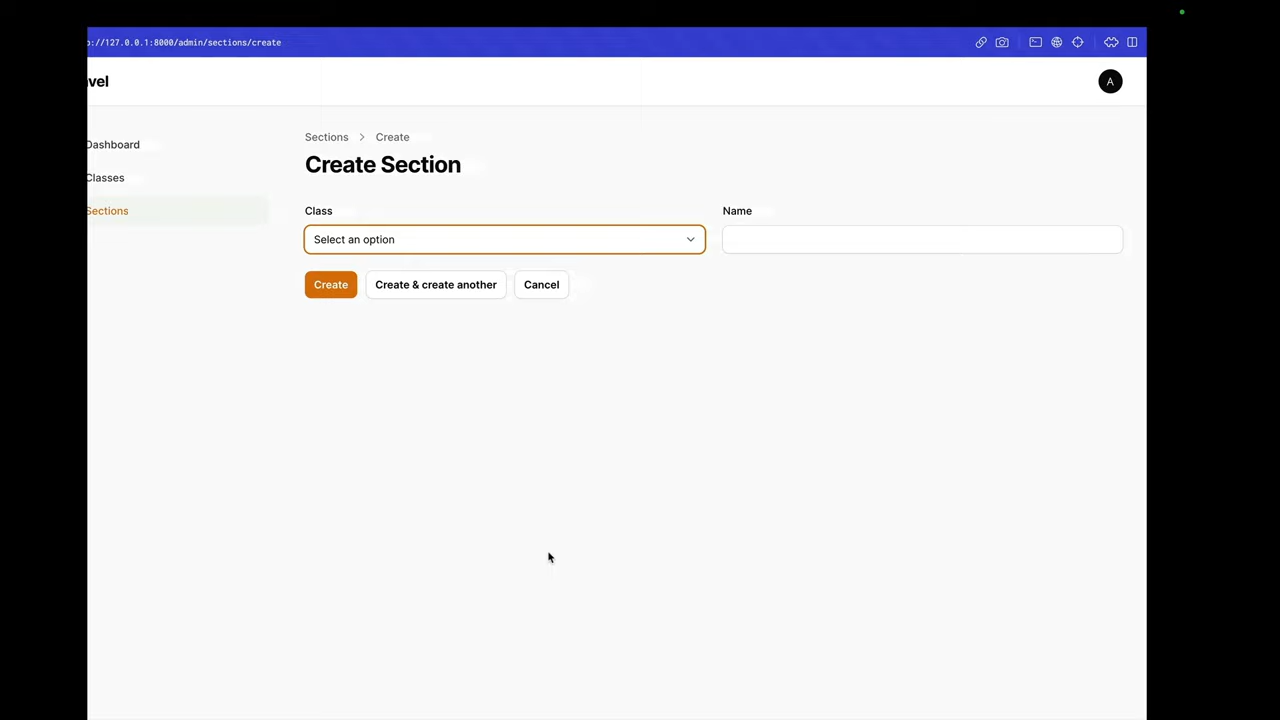 p://127.0.0.1:8000/admin/sections/create
avel
A
Dashboard
Classes
Sections
Sections > Create
Create Section
Class
Name
Select an option
Create
Create & create another
Cancel